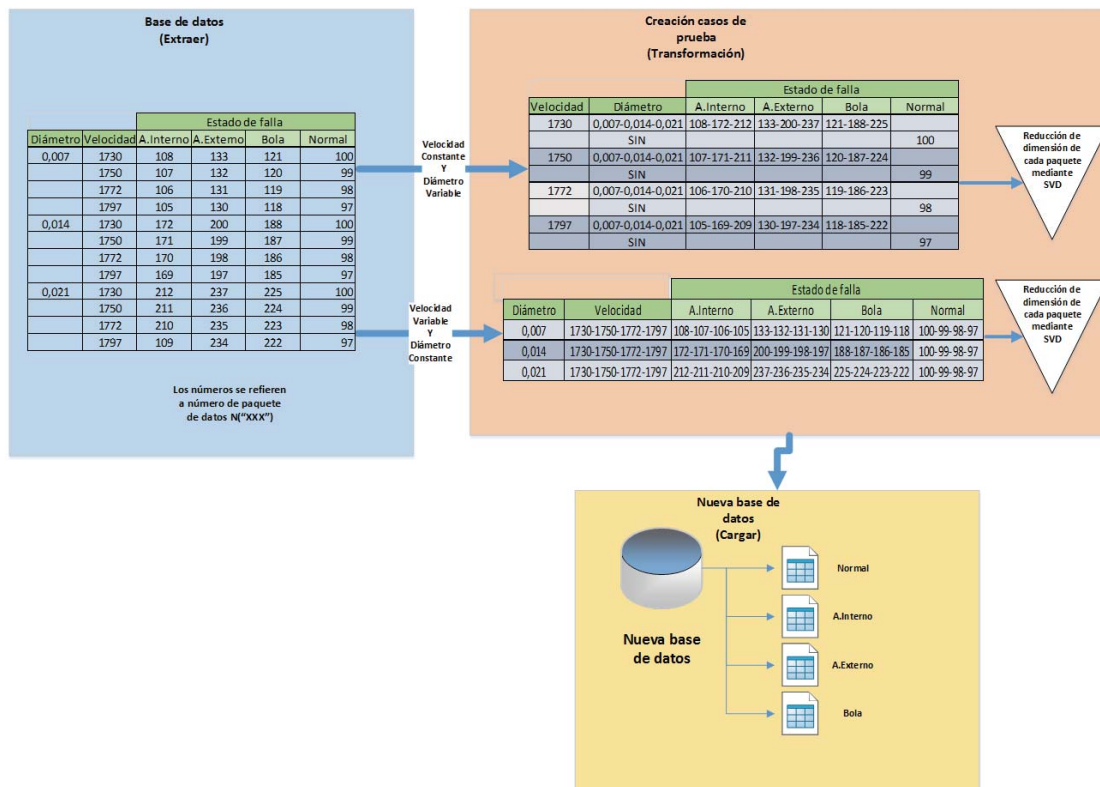 Base de datos
(Extraer)
Estado de falla
Diámetro Velocidad A.Interno A.Externo Bola Normal
0,007 1730 108 133 121 100
1750 107 132 120 99
1772 106 131 119 98
1797 105 130 118 97
0,014 1730 172 200 188 100
1750 171 199 187 99
1772 170 198 186 98
1797 169 197 185 97
0,021 1730 212 237 225 100
1750 211 236 224 99
1772 210 235 223 98
1797 109 234 222 97
Los números se refieren
a número de paquete
de datos N("XXX")
Velocidad
Constante
Y
Diámetro
Variable
Velocidad
Variable
Y
Diámetro
Constante
Creación casos de
prueba
(Transformación)
Estado de falla
Velocidad Diámetro A.Interno A.Externo Bola Normal
1730 0,007-0,014-0,021 108-172-212 133-200-237 121-188-225
SIN 100
1750 0,007-0,014-0,021 107-171-211 132-199-236 120-187-224
SIN 99
1772 0,007-0,014-0,021 106-170-210 131-198-235 119-186-223
SIN 98
1797 0,007-0,014-0,021 105-169-209 130-197-234 118-185-222
SIN 97
Reducción de
dimensión de
cada paquete
mediante
SVD
Estado de falla
Diámetro Velocidad A.Interno A.Externo Bola Normal
0,007 1730-1750-1772-1797 108-107-106-105 133-132-131-130 121-120-119-118 100-99-98-97
0,014 1730-1750-1772-1797 172-171-170-169 200-199-198-197 188-187-186-185 100-99-98-97
0,021 1730-1750-1772-1797 212-211-210-209 237-236-235-234 225-224-223-222 100-99-98-97
Reducción de
dimensión de
cada paquete
mediante
SVD
Nueva base de
datos
(Cargar)
Nueva base
de datos
Normal
A.Interno
A.Externo
Bola